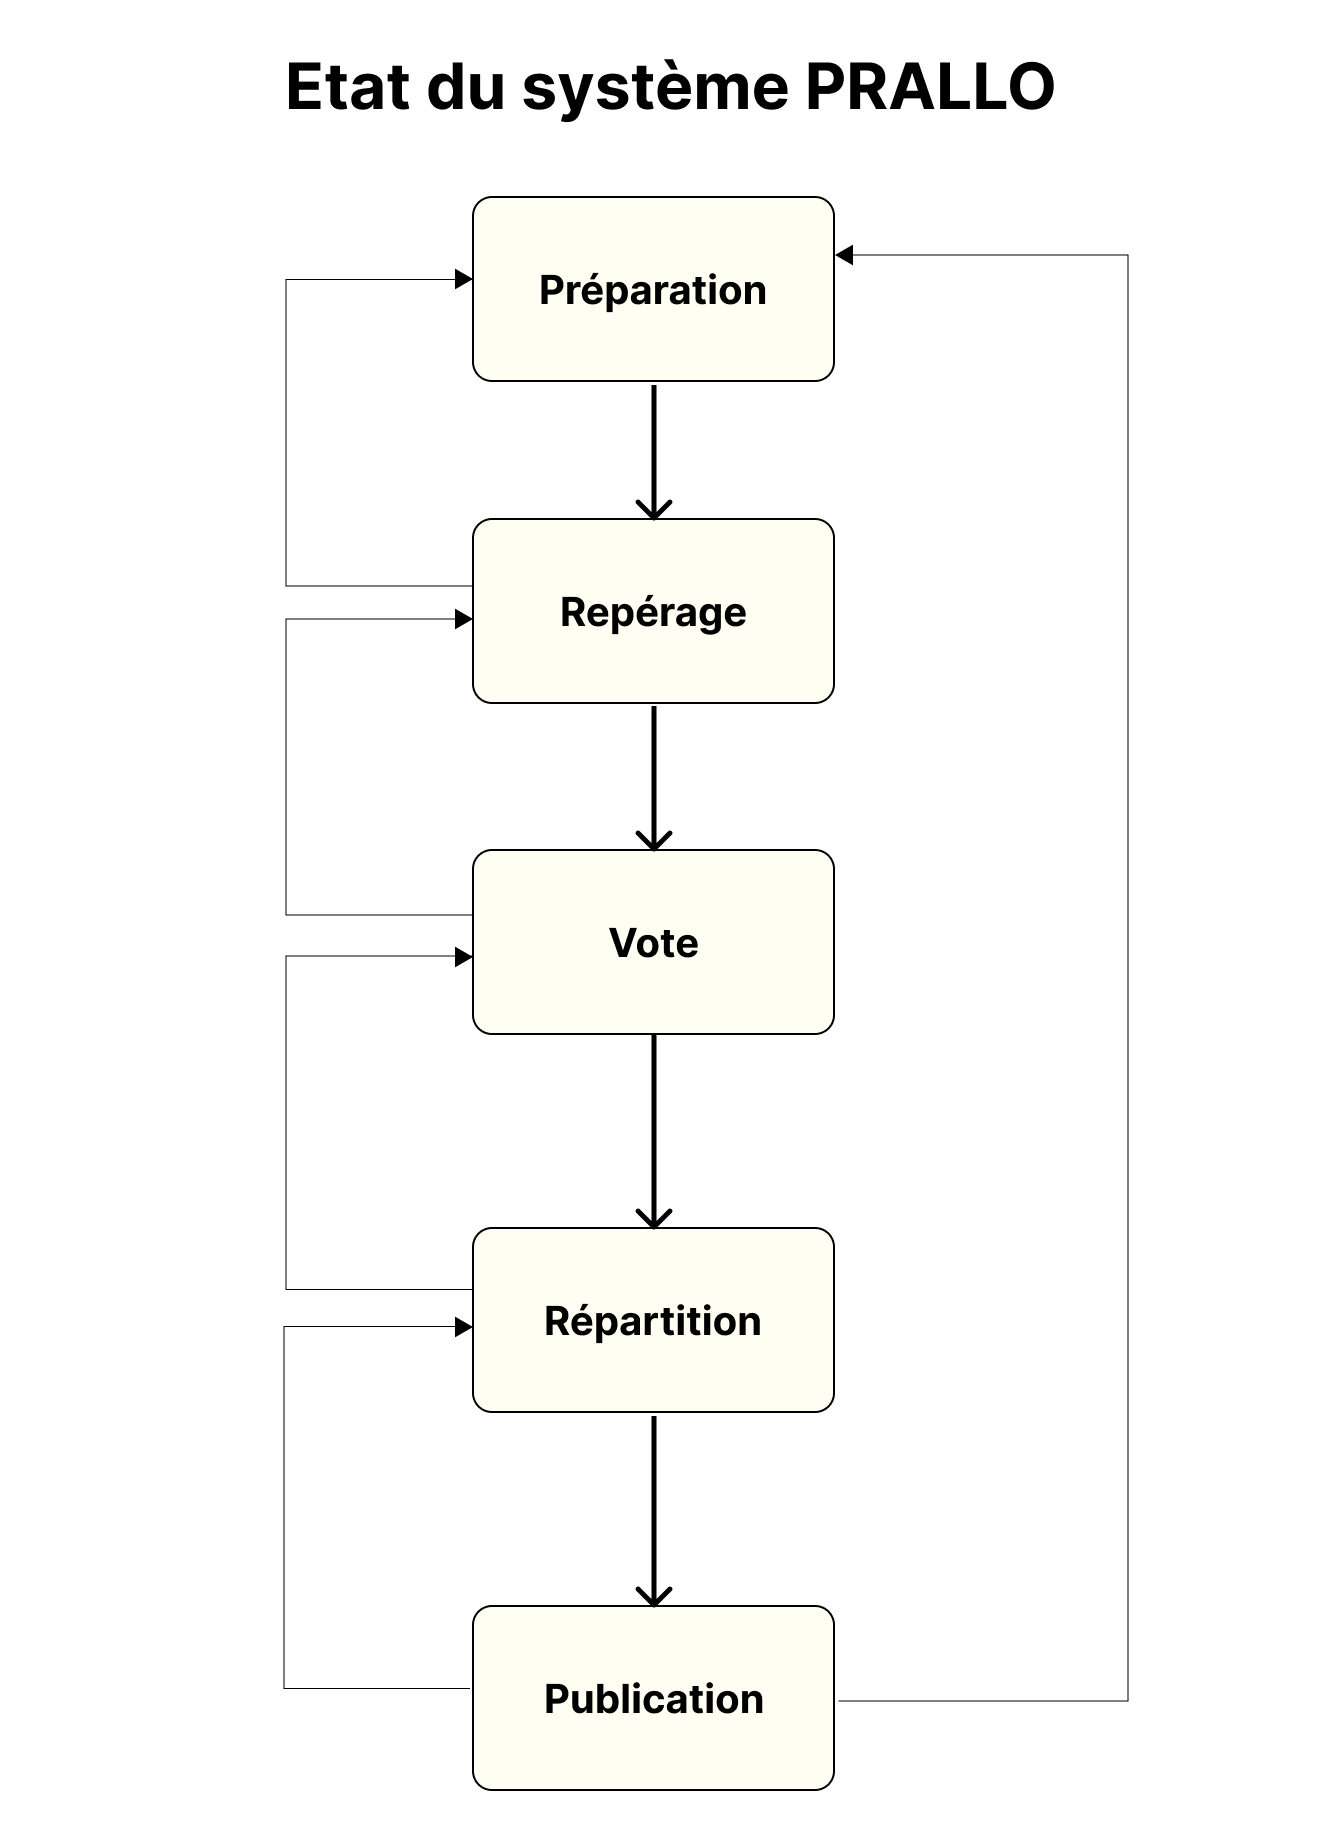 Etat du système PRALLO
Préparation
Repérage
Vote
Répartition
Publication